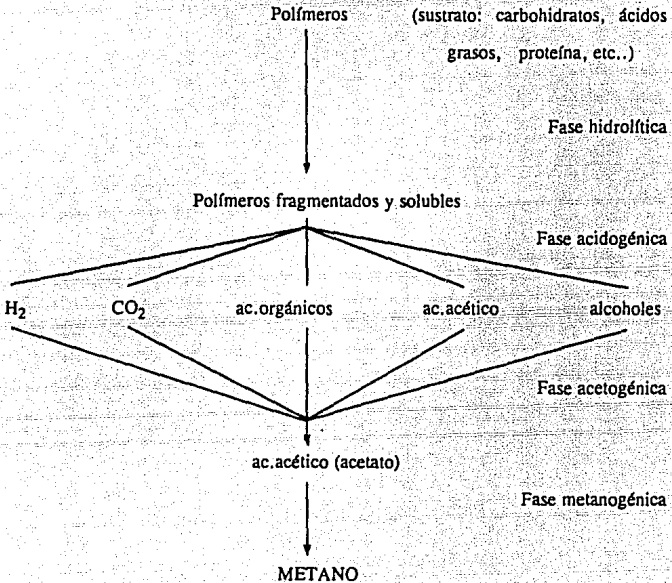 Polímeros (sustrato: carbohidratos, ácidos
grasos, proteína, etc..)
Fase hidrolítica
Polímeros fragmentados y solubles
Fase acidogénica
H2 CO2 ac.orgánicos ac.acético alcoholes
Fase acetogénica
ac.acético (acetato)
Fase metanogénica
METANO